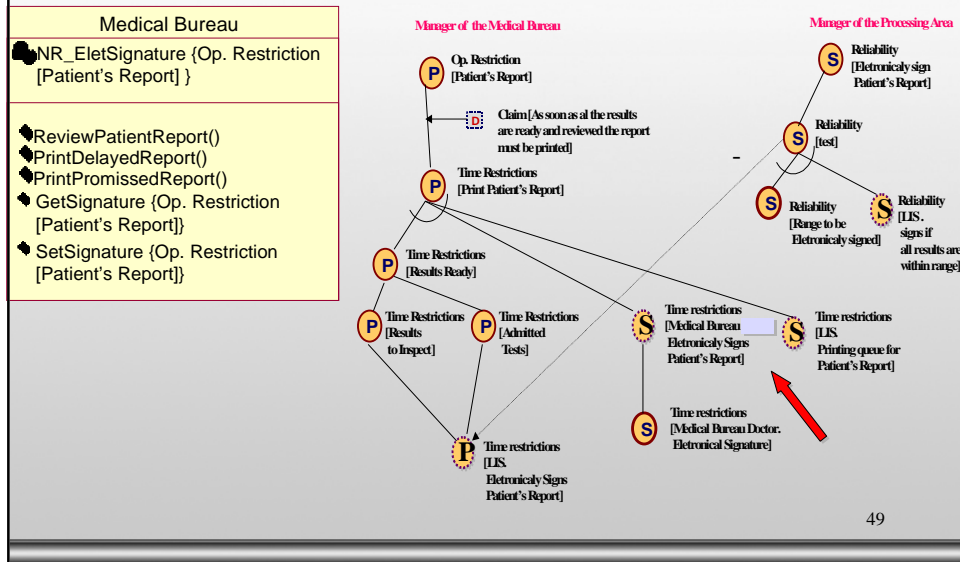 Medical Bureau
NR_EletSignature {Op. Restriction
[Patient's Report] }
ReviewPatientReport()
PrintDelayedReport()
PrintPromissedReport()
GetSignature {Op. Restriction
[Patient's Report]}
SetSignature {Op. Restriction
[Patient's Report]}
Manager of the Medical Bureau
P
Op. Restriction
[Patient's Report]
D
Claim [As soon as al the results
are ready and reviewed the report
must be printed]
P
Time Restrictions
[Print Patient's Report]
P
Time Restrictions
[Results Ready]
P
Time Restrictions
[Results
to Inspect]
P
Time Restrictions
[Admitted
Tests]
P
Time restrictions
[LIS.
Eletronicaly Signs
Patient's Report]
S
Time restrictions
[Medical Bureau
Eletronicaly Signs
Patient's Report]
S
Time restrictions
[Medical Bureau Doctor.
Eletronical Signature]
S
Time restrictions
[LIS.
Printing queue for
Patient's Report]
Manager of the Processing Area
S
Reliability
[Eletronicaly sign
Patient's Report]
S
Reliability
[test]
-
S
Reliability
[Range to be
Eletronicaly signed]
S
Reliability
[LIS .
signs if
all results are
within range]
49